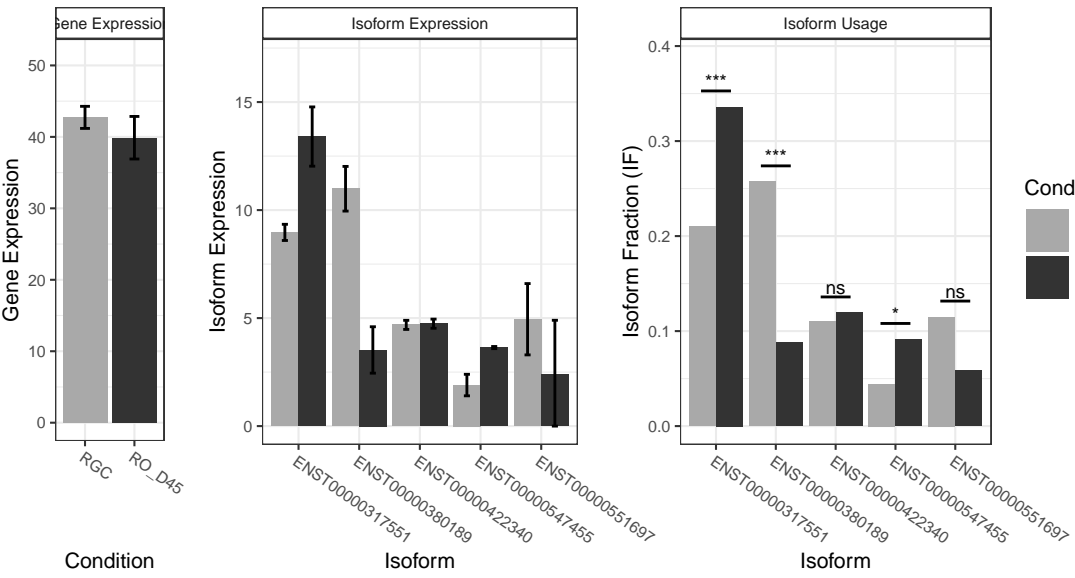 Gene Expression
50
40
30
20
10
0
Gene Expression
RGC
RO_D45
Condition
Isoform Expression
15
10
5
0
Isoform Expression
ENST00000317551
ENST00000380189
ENST00000422340
ENST00000547455
ENST00000551697
Isoform
Isoform Usage
0.4
0.3
0.2
0.1
0.0
Isoform Fraction (IF)
***
***
ns
*
ns
ENST00000317551
ENST00000380189
ENST00000422340
ENST00000547455
ENST00000551697
Isoform
Cond